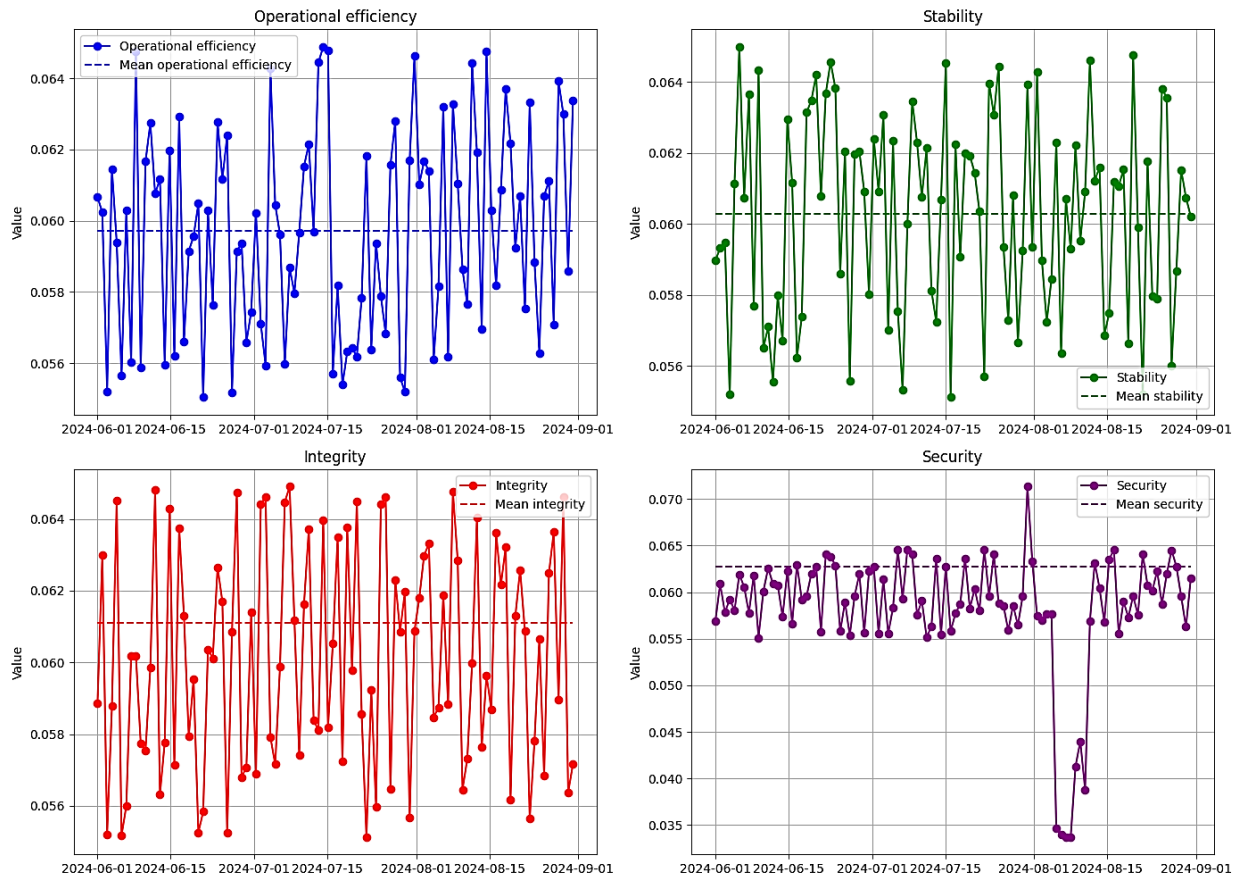 Operational efficiency
Operational efficiency
Mean operational efficiency
Value
0.064
0.062
0.060
0.058
0.056
2024-06-01 2024-06-15 2024-07-01 2024-07-15 2024-08-01 2024-08-15 2024-09-01
Stability
Value
0.064
0.062
0.060
0.058
0.056
Stability
Mean stability
2024-06-01 2024-06-15 2024-07-01 2024-07-15 2024-08-01 2024-08-15 2024-09-01
Integrity
Integrity
Mean integrity
Value
0.064
0.062
0.060
0.058
0.056
2024-06-01 2024-06-15 2024-07-01 2024-07-15 2024-08-01 2024-08-15 2024-09-01
Security
Security
Mean security
Value
0.070
0.065
0.060
0.055
0.050
0.045
0.040
0.035
2024-06-01 2024-06-15 2024-07-01 2024-07-15 2024-08-01 2024-08-15 2024-09-01